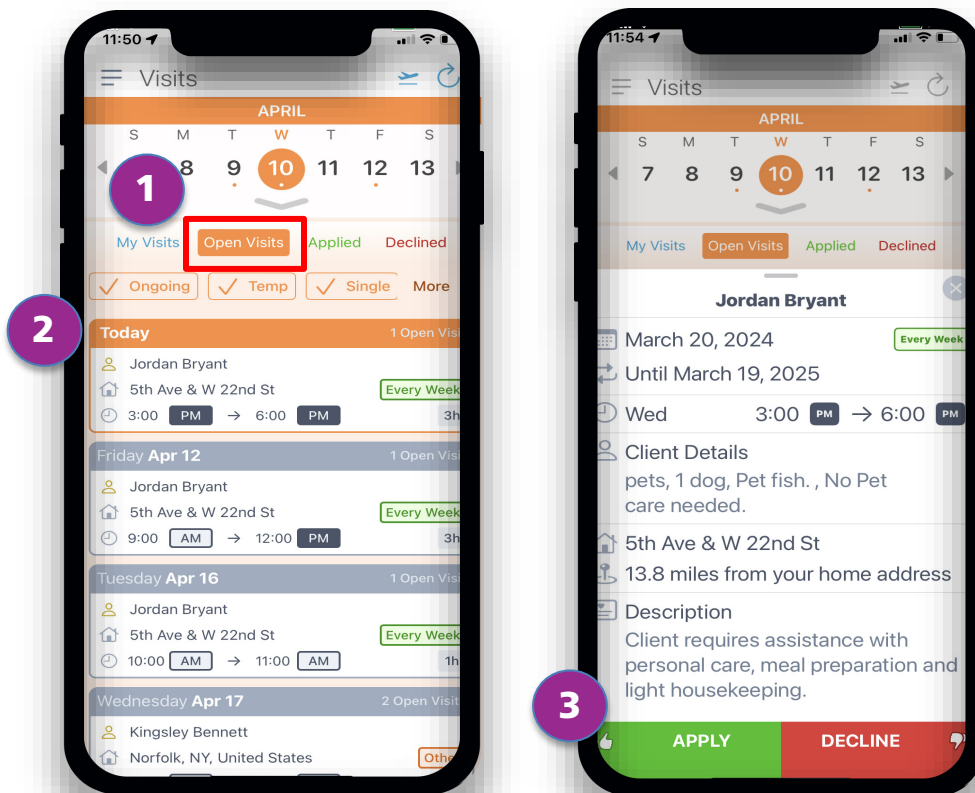 11:50
Visits
APRIL
S M T W T F S
8 9 10 11 12 13
1
My Visits Open Visits Applied Declined
Ongoing Temp Single More
2
Today 1 Open Visi
Jordan Bryant
5th Ave & W 22nd St Every Week
3:00 PM → 6:00 PM 3h
Friday Apr 12 1 Open Visi
Jordan Bryant
5th Ave & W 22nd St Every Week
9:00 AM → 12:00 PM 3h
Tuesday Apr 16 1 Open Visi
Jordan Bryant
5th Ave & W 22nd St Every Week
10:00 AM → 11:00 AM 1h
Wednesday Apr 17 2 Open Visit
Kingsley Bennett
Norfolk, NY, United States Othe
11:54
Visits
APRIL
S M T W T F S
7 8 9 10 11 12 13
My Visits Open Visits Applied Declined
Jordan Bryant
March 20, 2024 Every Week
Until March 19, 2025
Wed 3:00 PM → 6:00 PM
Client Details
pets, 1 dog, Pet fish. , No Pet
care needed.
5th Ave & W 22nd St
13.8 miles from your home address
Description
Client requires assistance with
personal care, meal preparation and
light housekeeping.
3
APPLY DECLINE